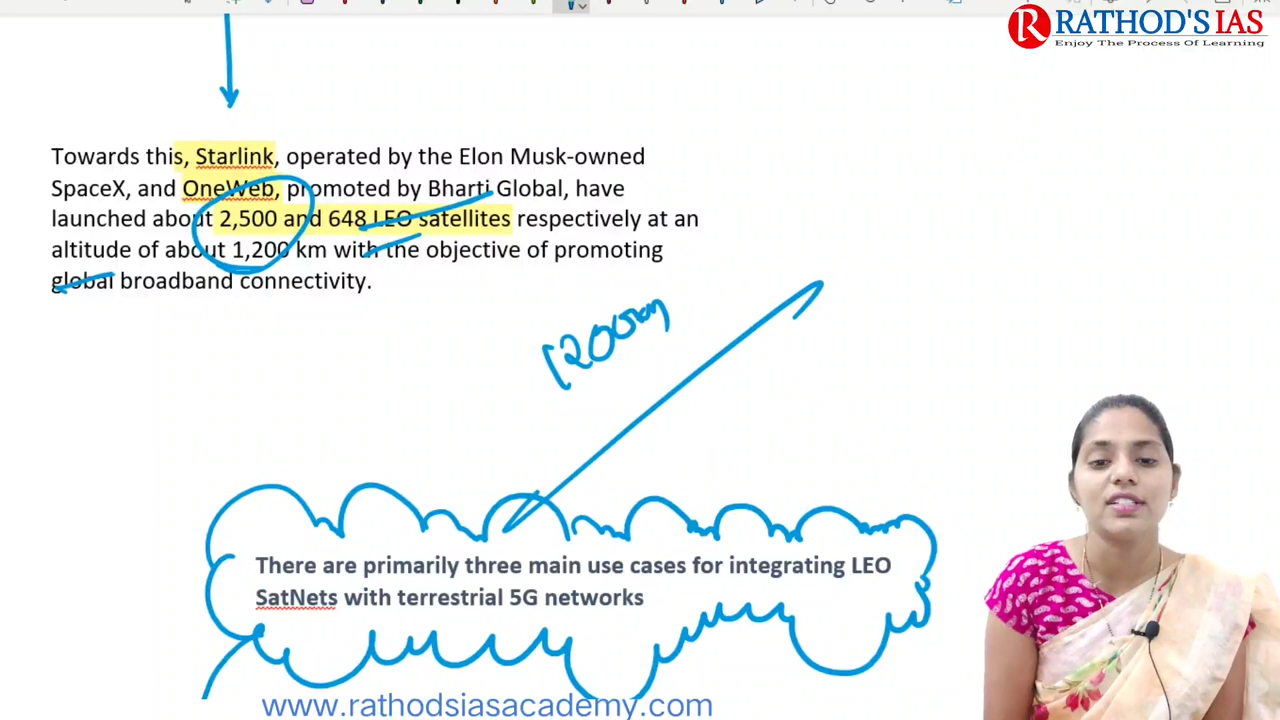 RATHOD'S IAS
Enjoy The Process Of Learning
Towards this, Starlink, operated by the Elon Musk-owned
SpaceX, and OneWeb, promoted by Bharti Global, have
launched about 2,500 and 648 LEO satellites respectively at an
altitude of about 1,200 km with the objective of promoting
global broadband connectivity.
1200km
There are primarily three main use cases for integrating LEO
SatNets with terrestrial 5G networks
www.rathodsiasacademy.com